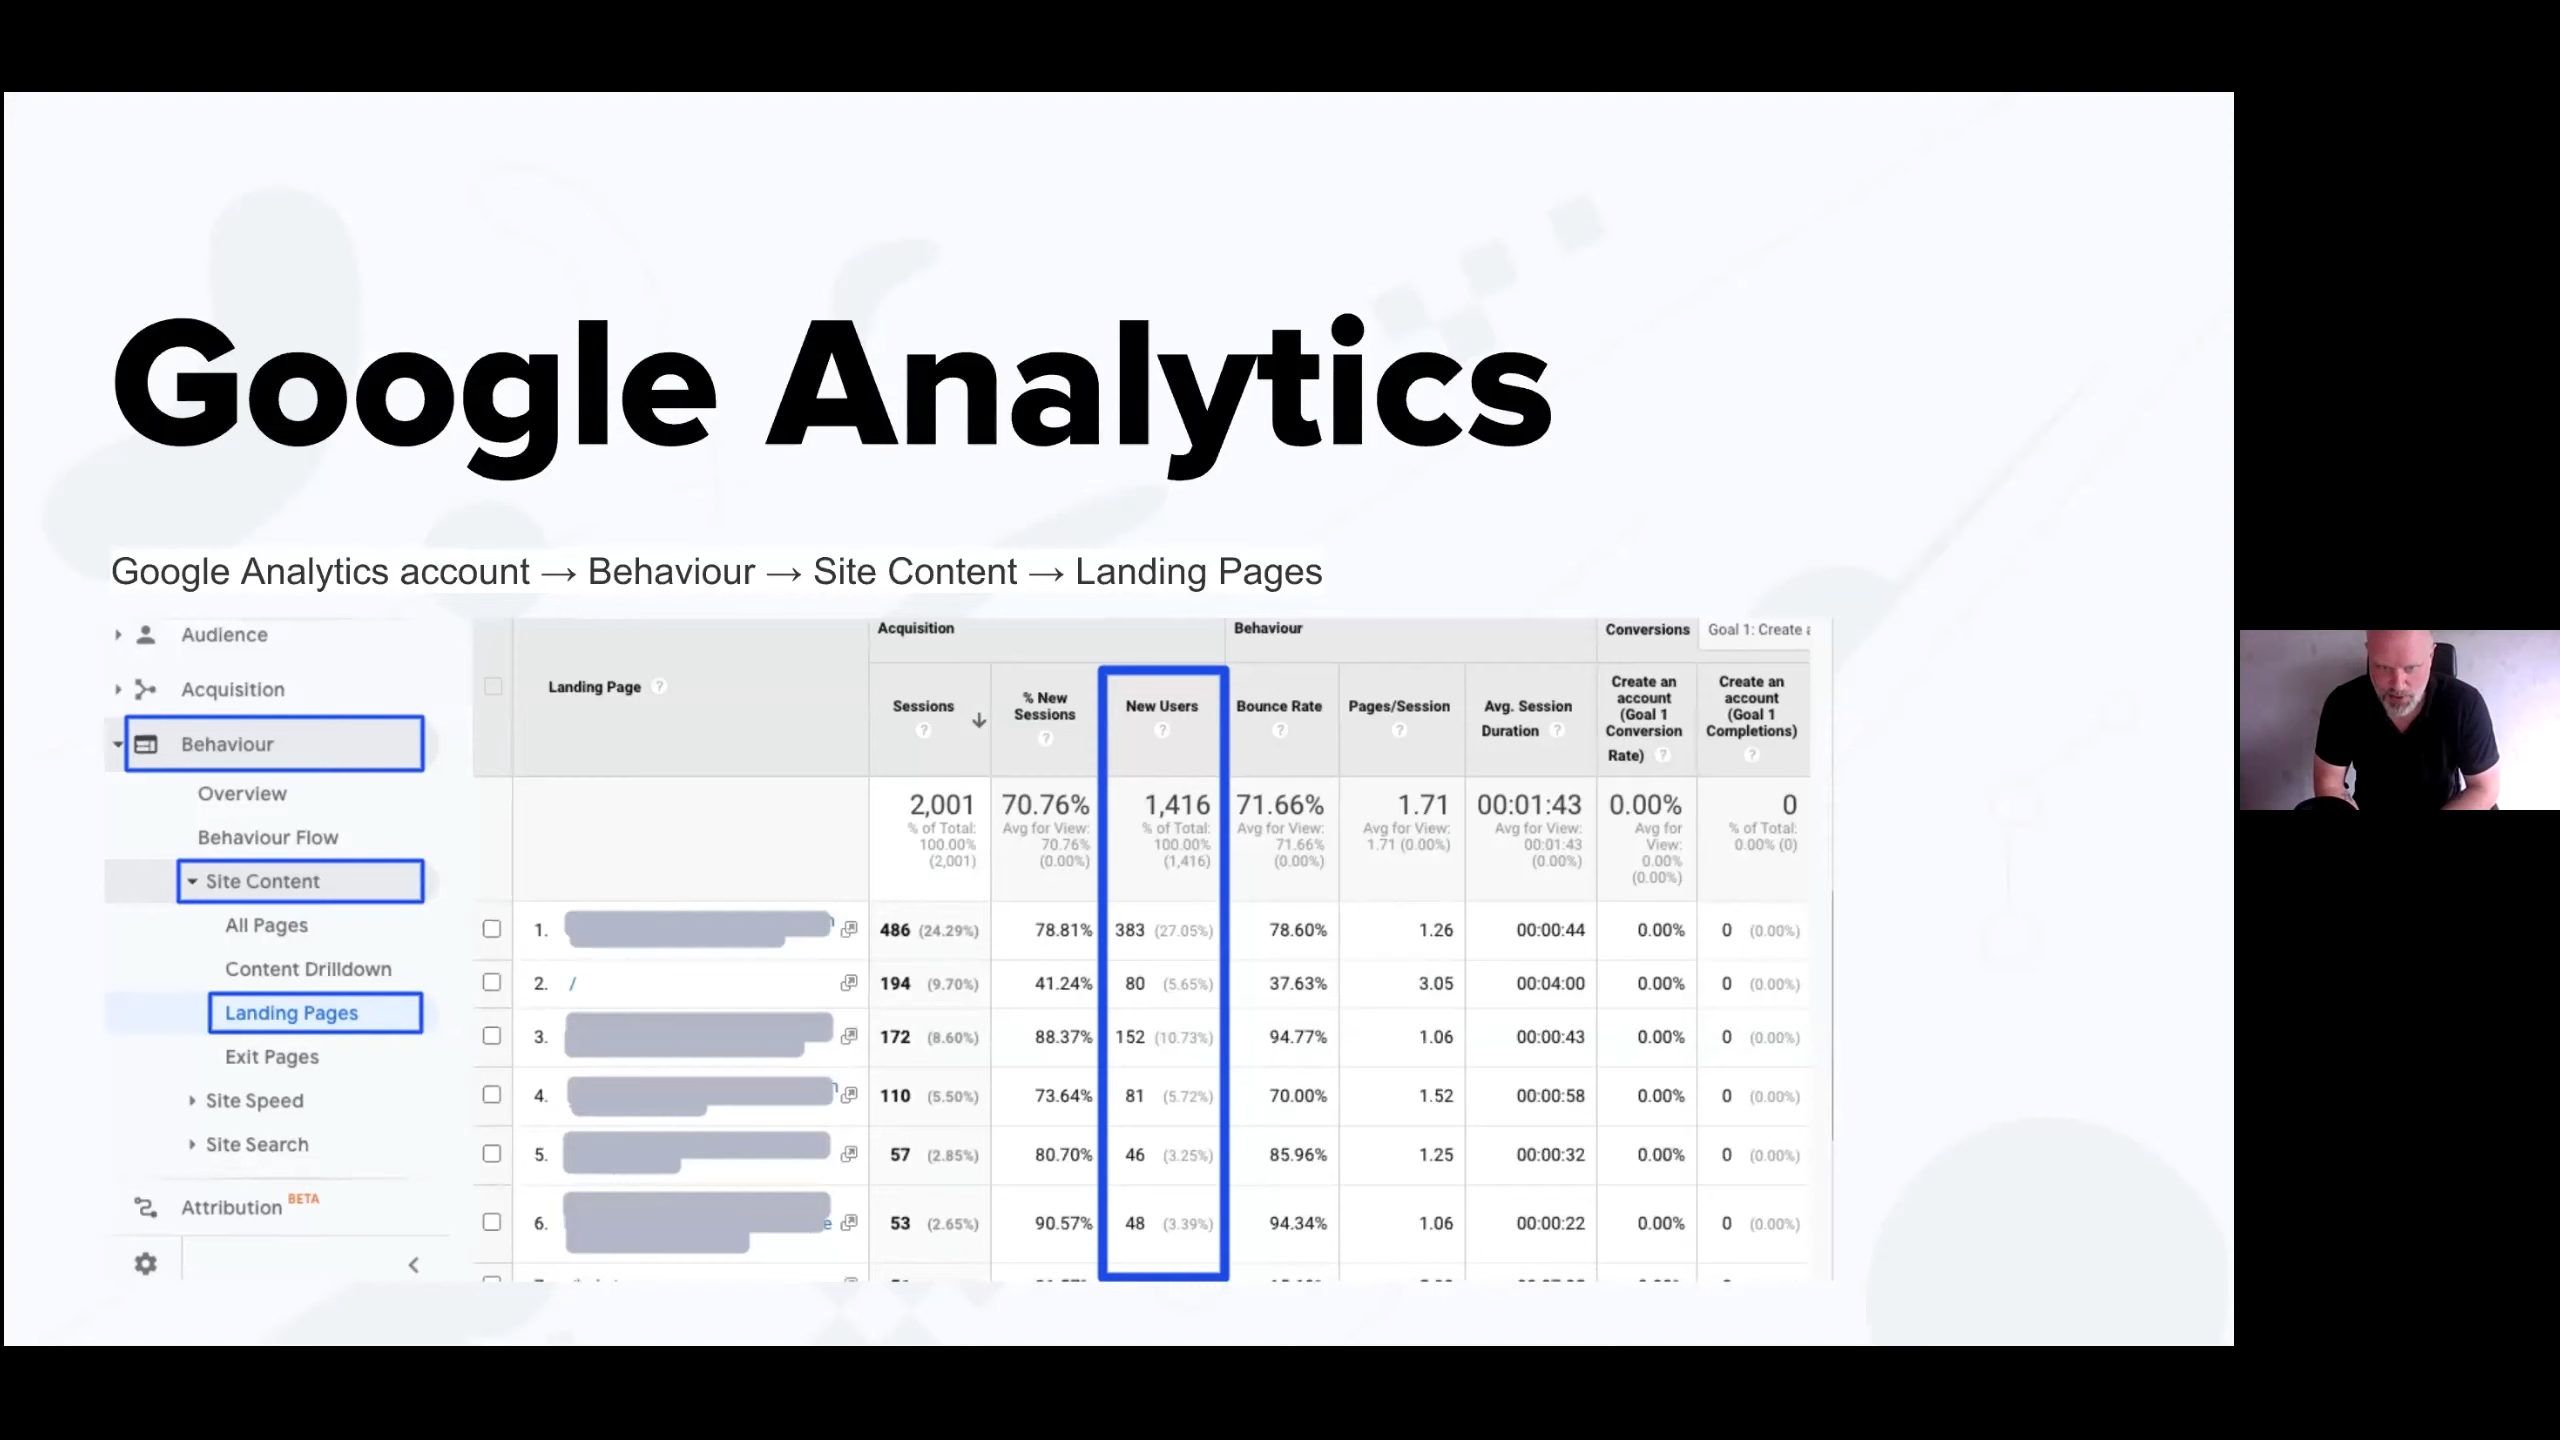 Google Analytics
Google Analytics account → Behaviour → Site Content → Landing Pages
Audience
Acquisition
Behaviour
Overview
Behaviour Flow
Site Content
All Pages
Content Drilldown
Landing Pages
Exit Pages
Site Speed
Site Search
Attribution BETA
Acquisition Behaviour Conversions Goal 1: Create
Landing Page ? Sessions ? % New Sessions ? New Users ? Bounce Rate ? Pages/Session ? Avg. Session Duration ? Create an account (Goal 1 Conversion Rate) ? Create an account (Goal 1 Completions) ?
2,001 70.76% 1,416 71.66% 1.71 00:01:43 0.00% 0
% of Total: 100.00% (2,001) Avg for View: 70.76% (0.00%) % of Total: 100.00% (1,416) Avg for View: 71.66% (0.00%) Avg for View: 1.71 (0.00%) Avg for View: 00:01:43 (0.00%) Avg for View: 0.00% (0.00%) % of Total: 0.00% (0)
1. 486 (24.29%) 78.81% 383 (27.05%) 78.60% 1.26 00:00:44 0.00% 0 (0.00%)
2. / 194 (9.70%) 41.24% 80 (5.65%) 37.63% 3.05 00:04:00 0.00% 0 (0.00%)
3. 172 (8.60%) 88.37% 152 (10.73%) 94.77% 1.06 00:00:43 0.00% 0 (0.00%)
4. 110 (5.50%) 73.64% 81 (5.72%) 70.00% 1.52 00:00:58 0.00% 0 (0.00%)
5. 57 (2.85%) 80.70% 46 (3.25%) 85.96% 1.25 00:00:32 0.00% 0 (0.00%)
6. e 53 (2.65%) 90.57% 48 (3.39%) 94.34% 1.06 00:00:22 0.00% 0 (0.00%)